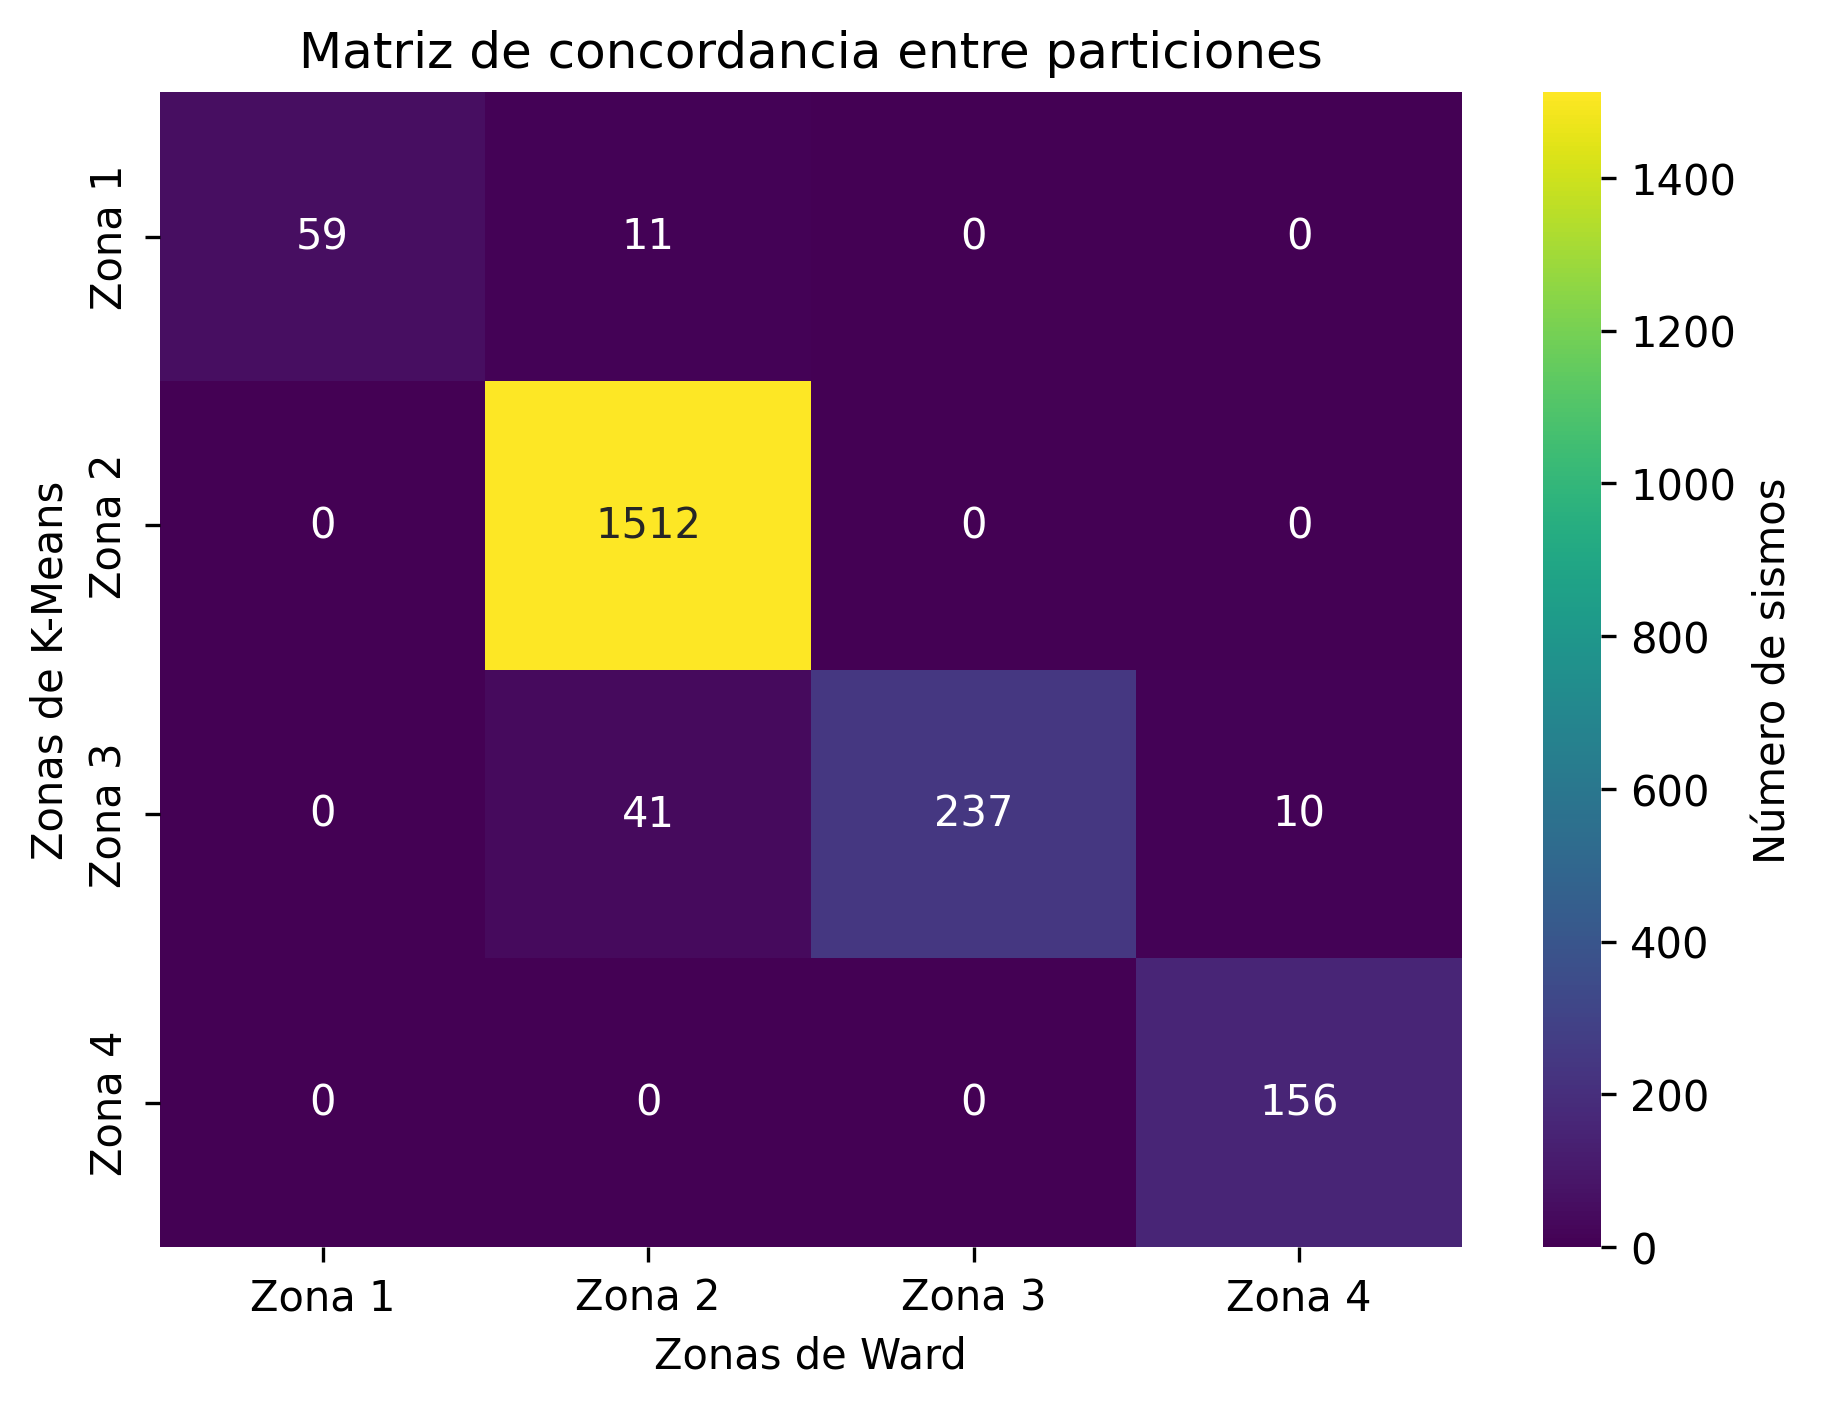 Matriz de concordancia entre particiones
Zonas de K-Means
Zona 1
59 11 0 0
Zona 2
0 1512 0 0
Zona 3
0 41 237 10
Zona 4
0 0 0 156
Zona 1 Zona 2 Zona 3 Zona 4
Zonas de Ward
1400
1200
1000
800
600
400
200
0
Número de sismos